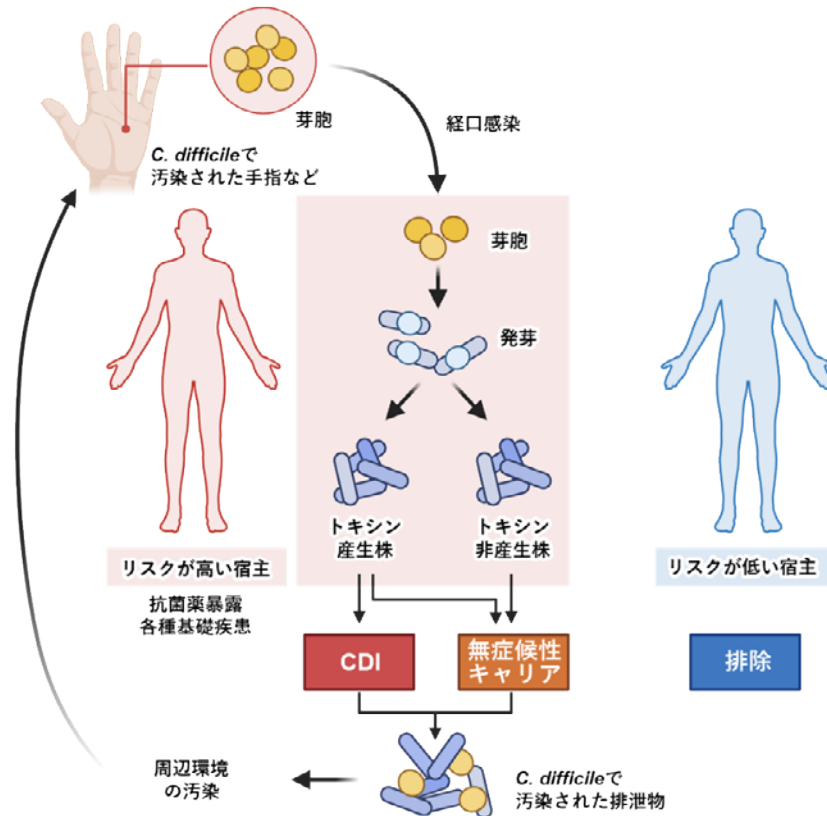 芽胞
経口感染
C. difficileで
汚染された手指など
芽胞
発芽
トキシン
産生株
トキシン
非産生株
リスクが高い宿主
リスクが低い宿主
抗菌薬暴露
各種基礎疾患
CDI
無症候性
キャリア
排除
周辺環境
の汚染
C. difficileで
汚染された排泄物